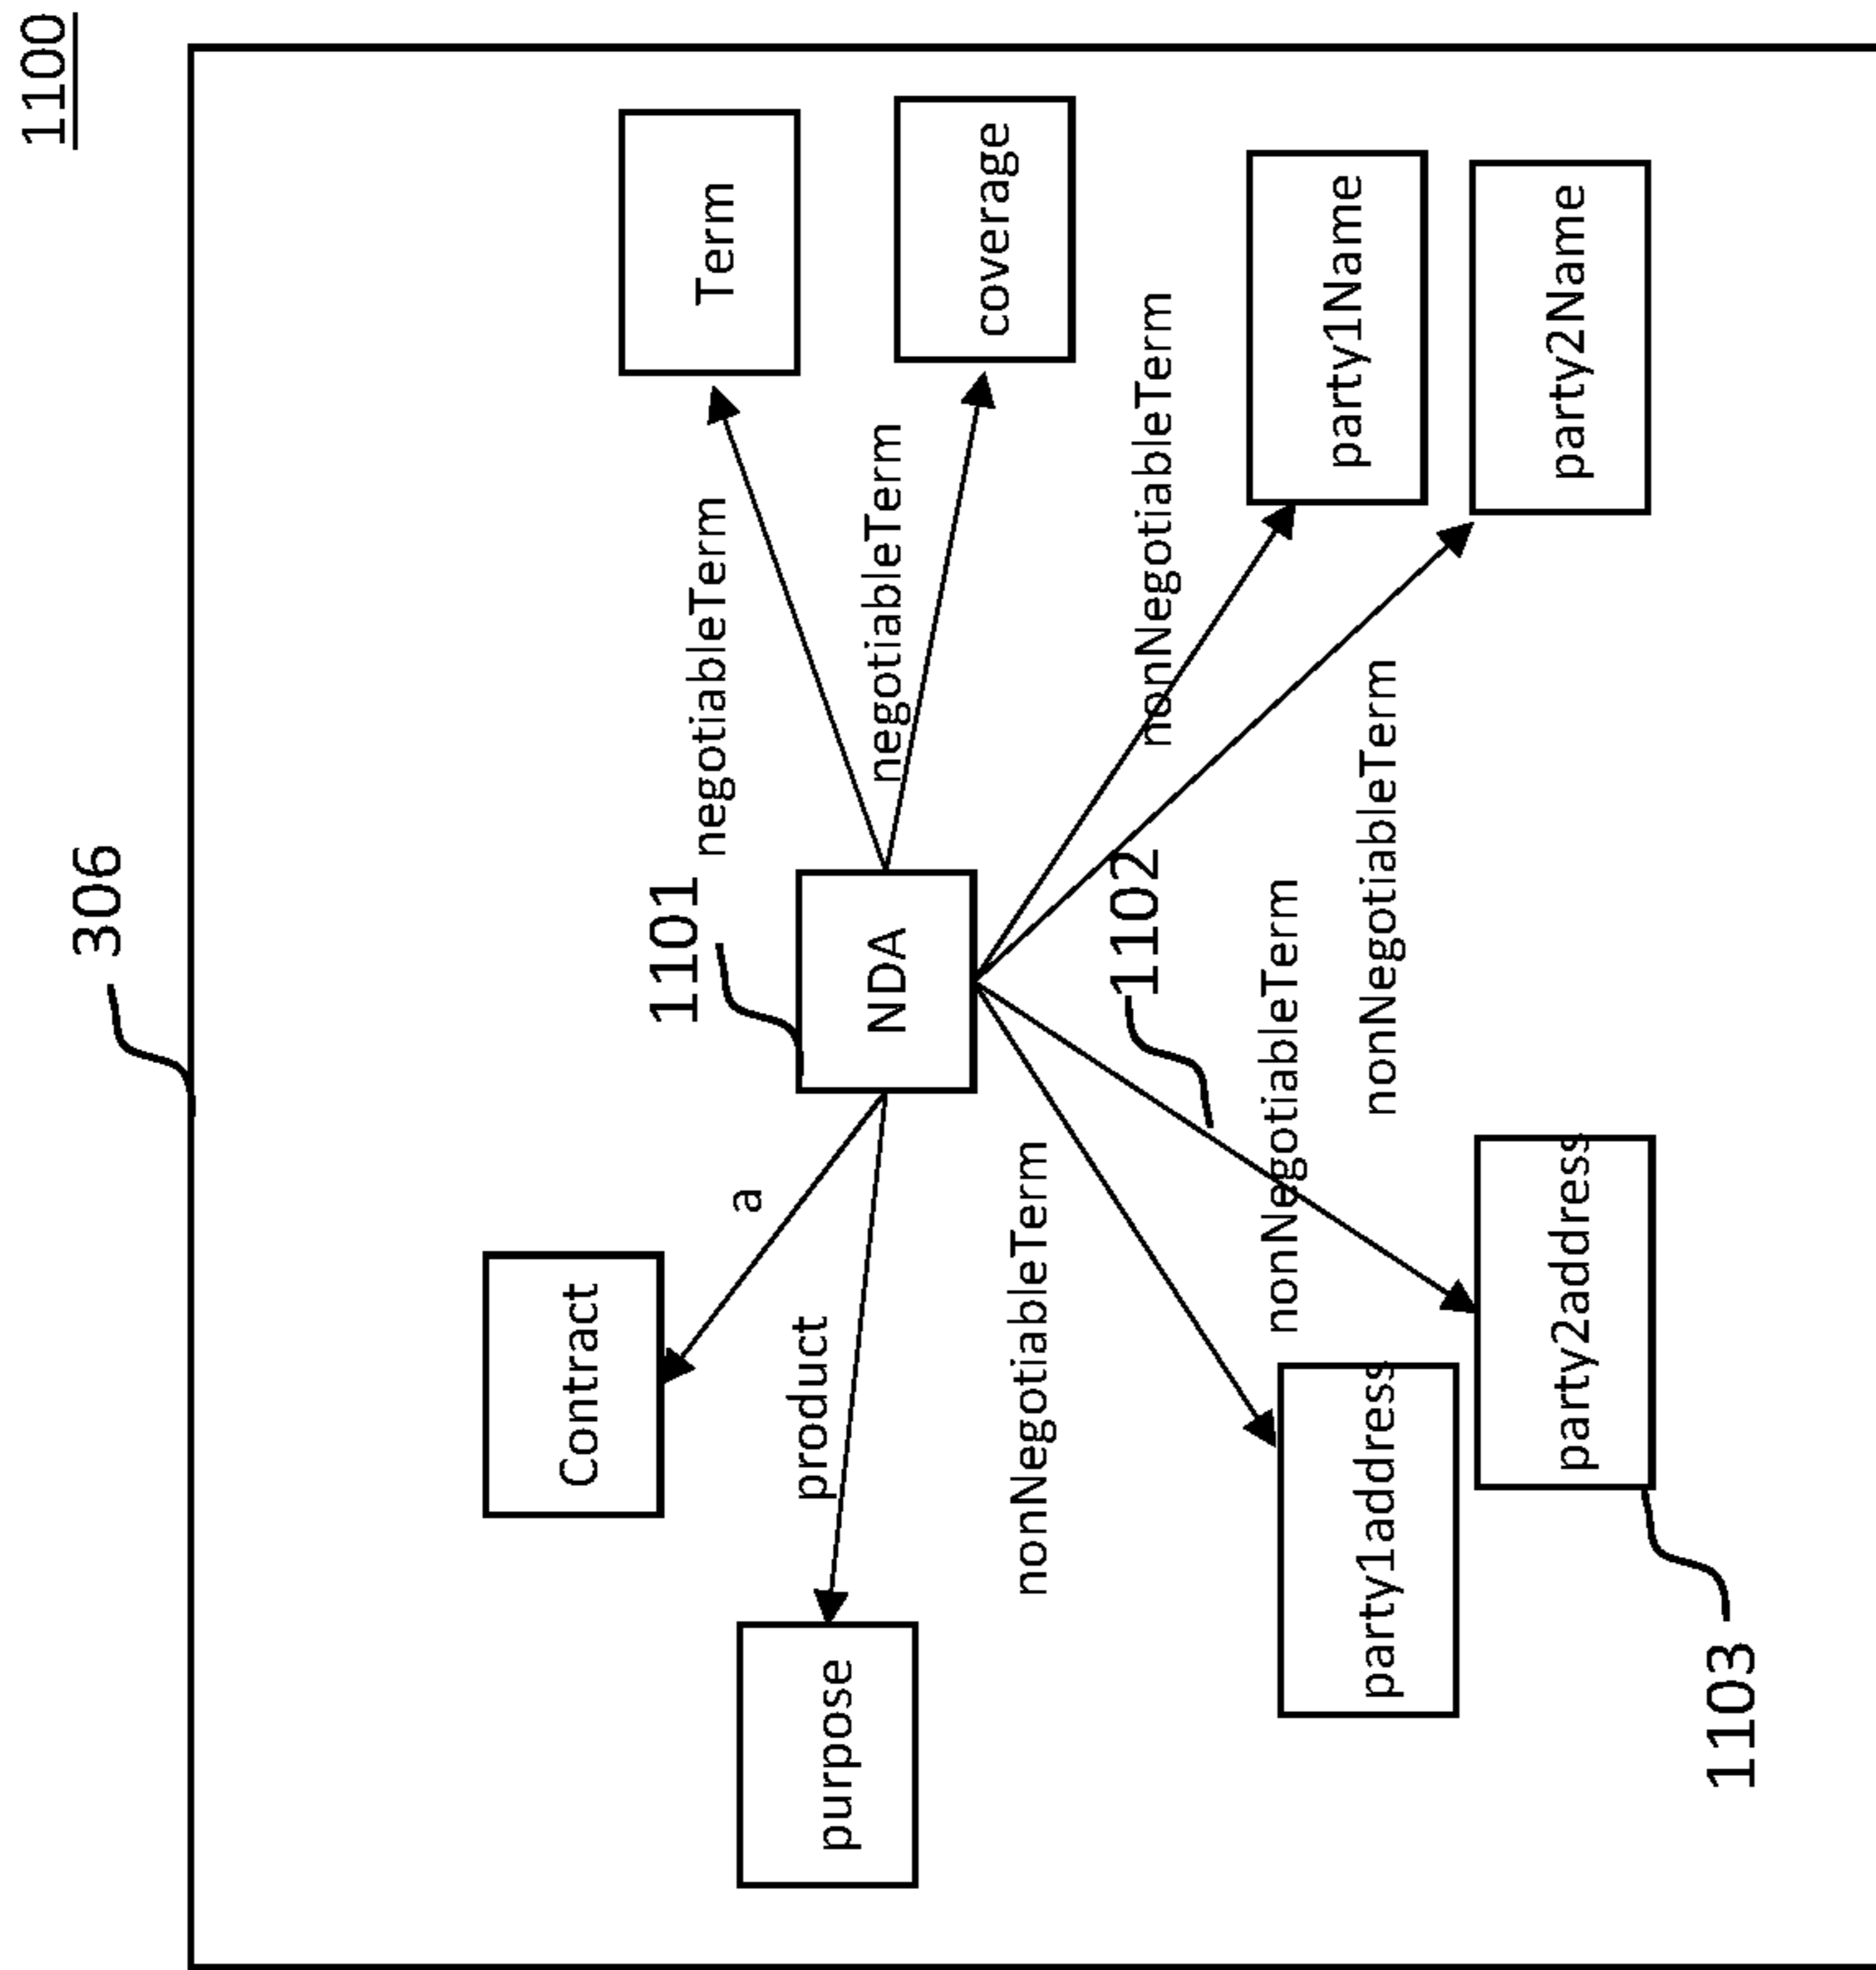 1100
306
Contract
a
1101
negotiableTerm
Term
purpose
product
NDA
negotiableTerm
coverage
nonNegotiableTerm
1102
nonNegotiableTerm
party1address
nonNegotiableTerm
party1Name
party2address
nonNegotiableTerm
party2Name
1103